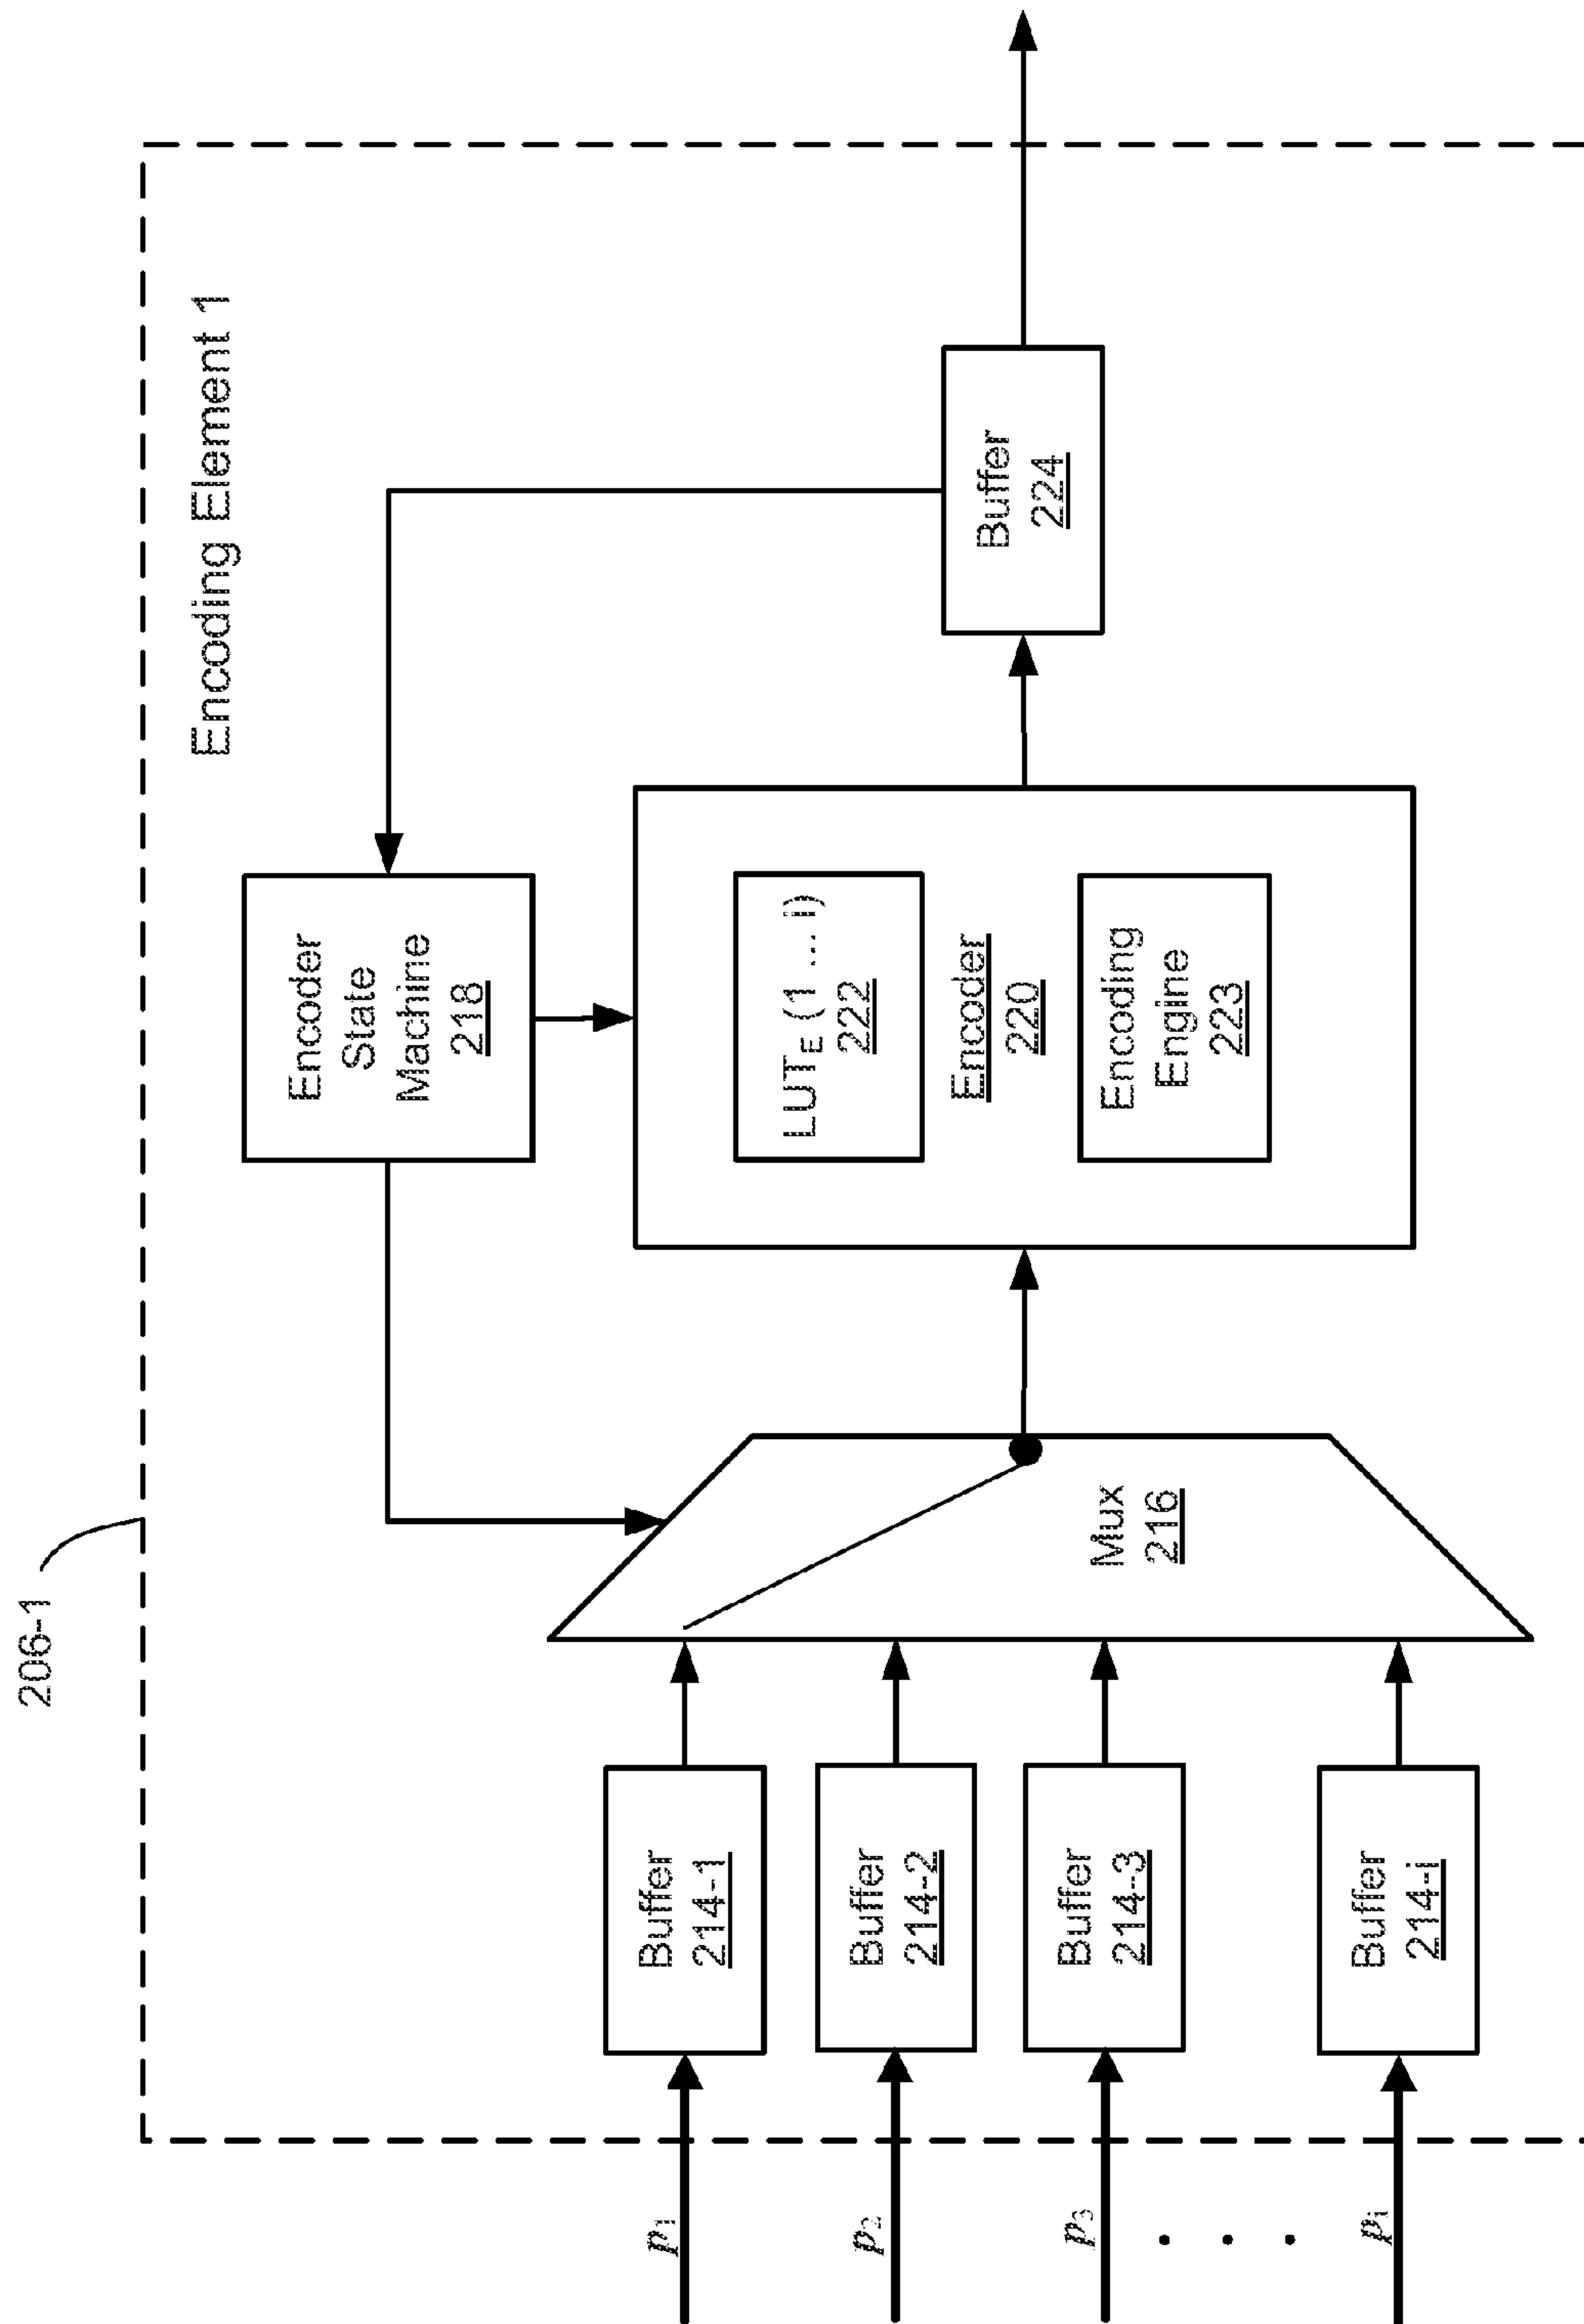 206-1
Encoding Element 1
Encoder
State
Machine
218
p1
Buffer
214-1
p2
Buffer
214-2
p3
Buffer
214-3
. . .
pi
Buffer
214-i
Mux
216
LUTE (1 ... i)
222
Encoder
220
Encoding
Engine
223
Buffer
224